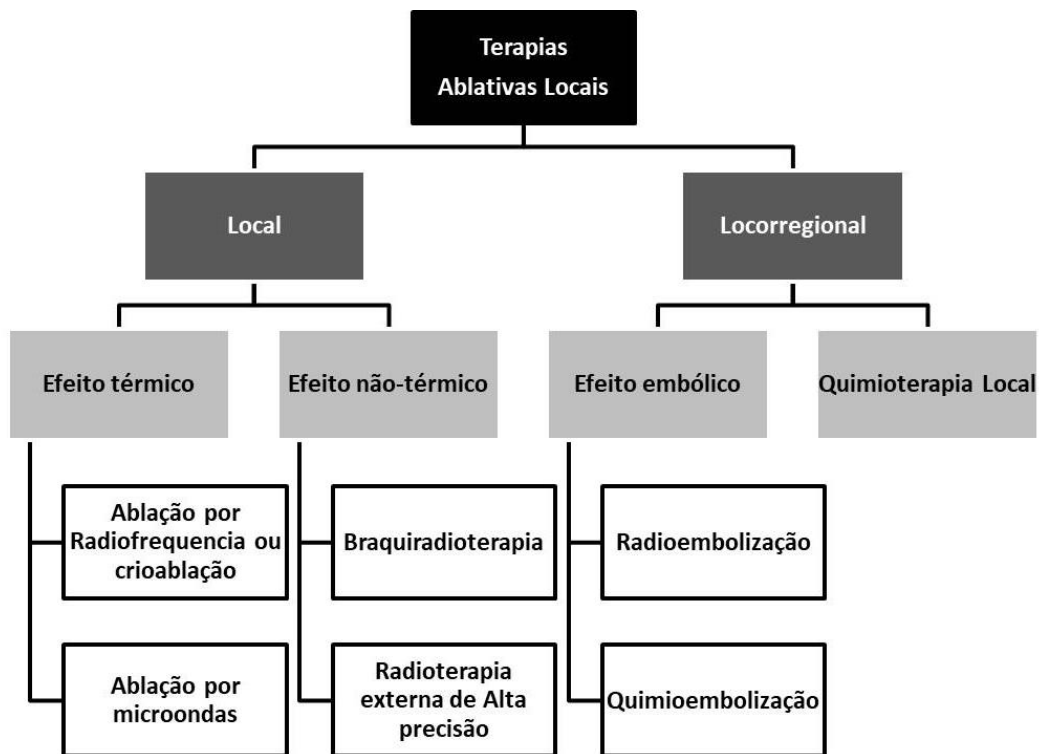 Terapias
Ablativas Locais
Local
Locorregional
Efeito térmico
Efeito não-térmico
Efeito embólico
Quimioterapia Local
Ablação por
Radiofrequencia ou
crioablação
Braquiradioterapia
Radioembolização
Ablação por
microondas
Radioterapia
externa de Alta
precisão
Quimioembolização